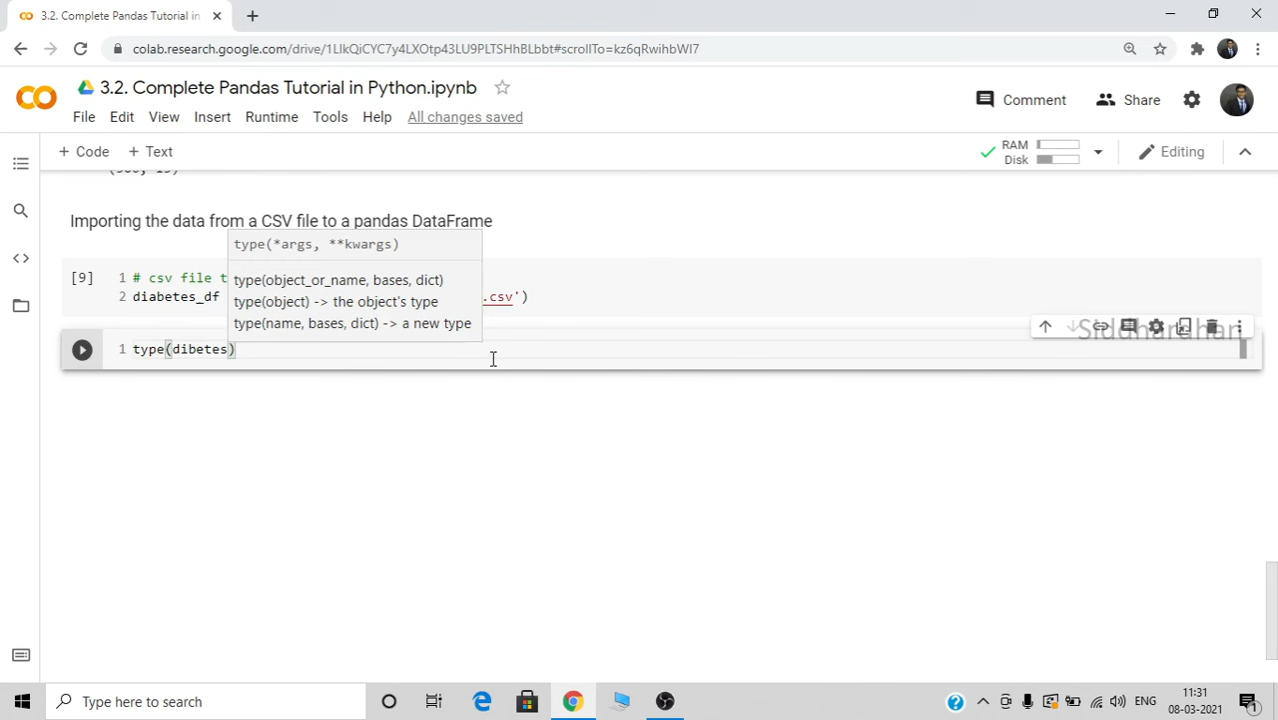 3.2. Complete Pandas Tutorial in
colab.research.google.com/drive/1LlkQiCYC7y4LXOtp43LU9PLTSHhBLbbt#scrollTo=kz6qRwihbWI7
3.2. Complete Pandas Tutorial in Python.ipynb
Comment
Share
File Edit View Insert Runtime Tools Help All changes saved
+ Code + Text
RAM
Disk
Editing
Importing the data from a CSV file to a pandas DataFrame
type(*args, **kwargs)
[9]
1 # csv file t
type(object_or_name, bases, dict)
2 diabetes_df
.csv')
type(object) -> the object's type
type(name, bases, dict) -> a new type
Siddhardhan
1 type(dibetes)
Type here to search
ENG
11:31
08-03-2021
1